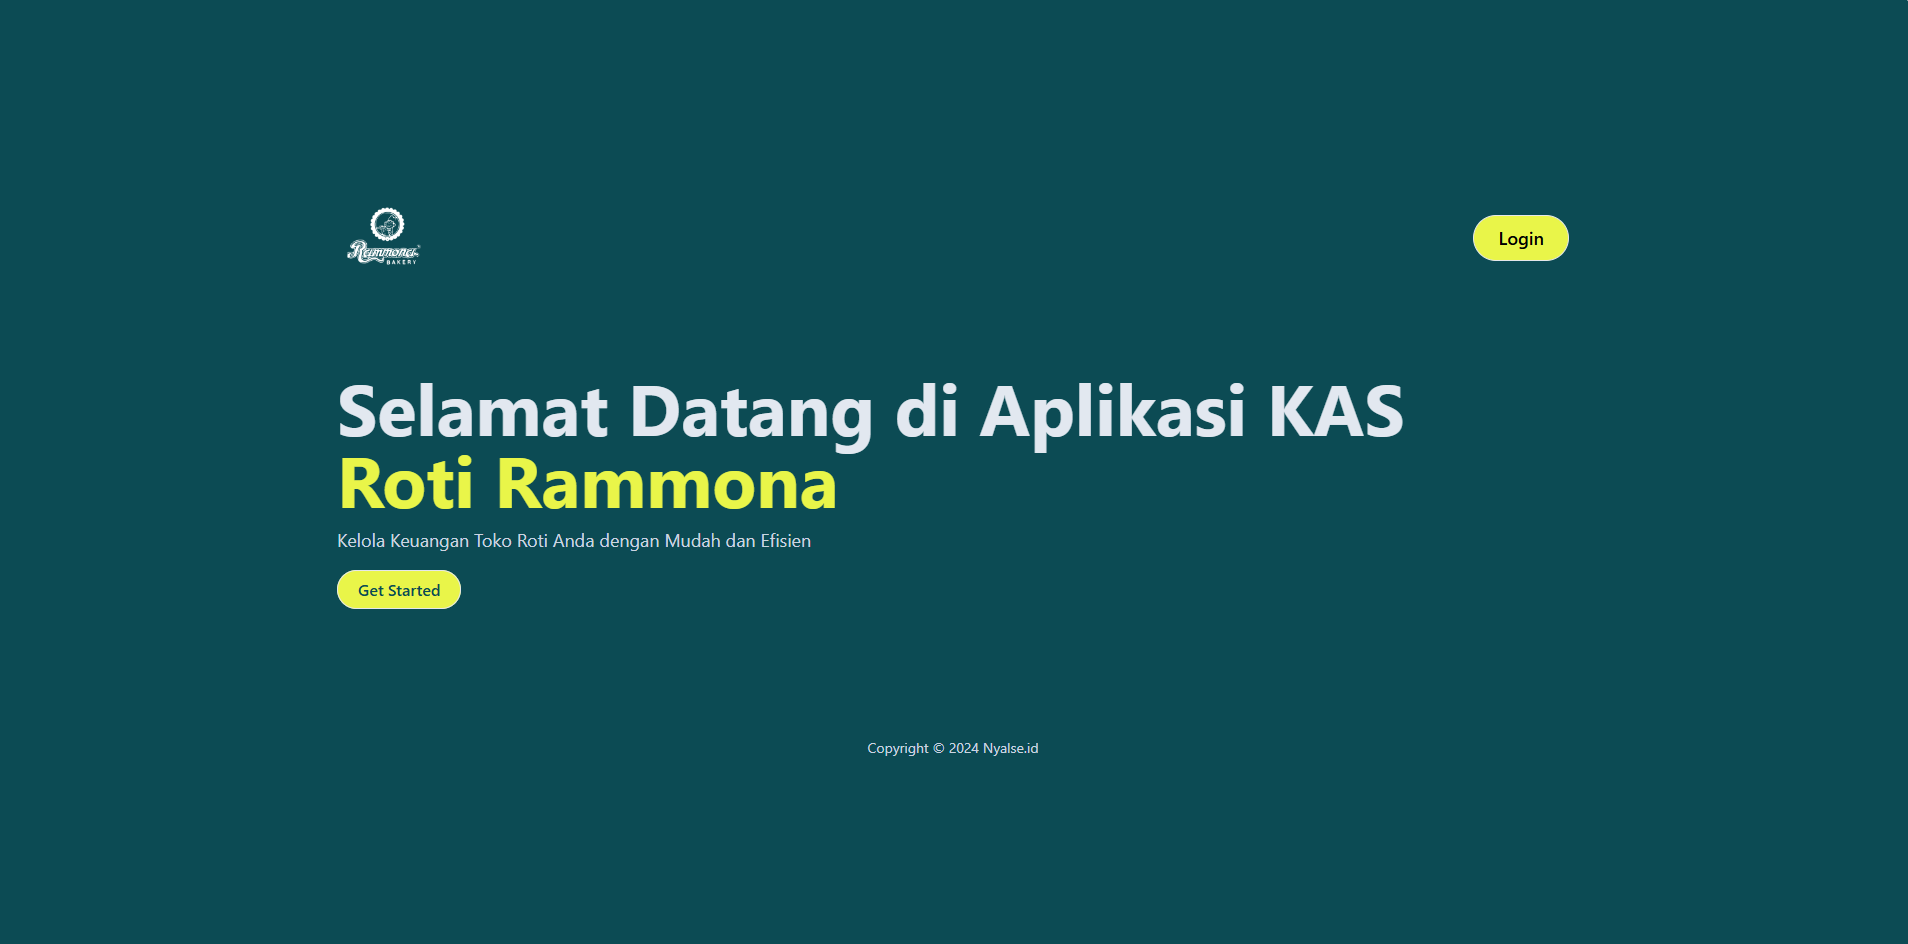 Rammona
BAKERY
Login
Selamat Datang di Aplikasi KAS
Roti Rammona
Kelola Keuangan Toko Roti Anda dengan Mudah dan Efisien
Get Started
Copyright © 2024 Nyalse.id